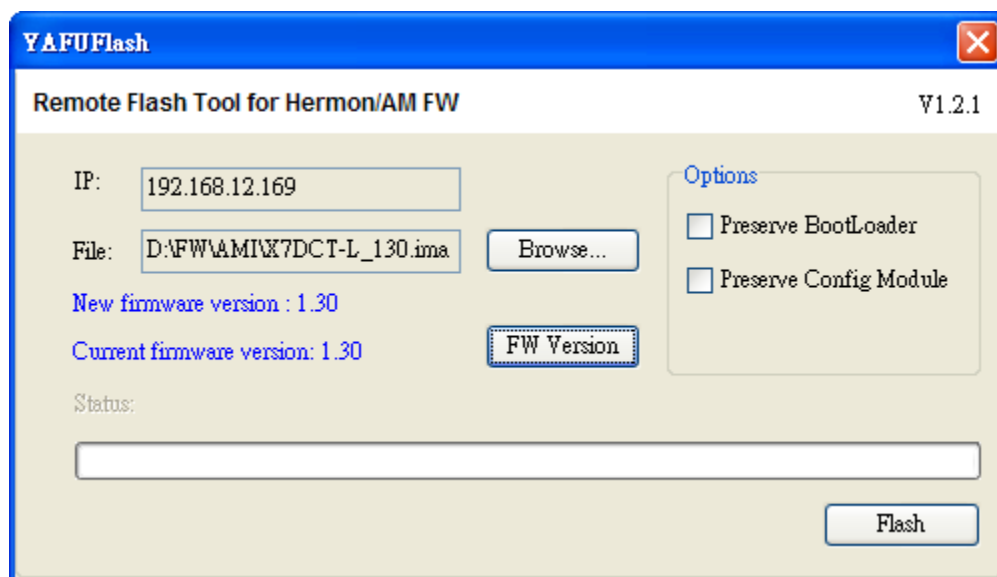 YAFUFlash
Remote Flash Tool for Hermon/AM FW V1.2.1
IP: 192.168.12.169
Options
File: D:\FW\AMI\X7DCT-L_130.ima Browse...
Preserve BootLoader
Preserve Config Module
New firmware version : 1.30
Current firmware version: 1.30 FW Version
Status:
Flash